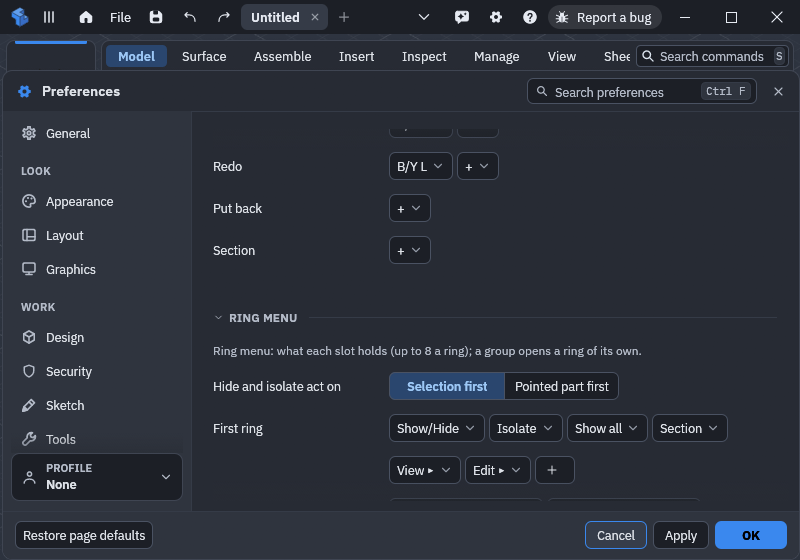 File
Untitled
Report a bug
Model Surface Assemble Insert Inspect Manage View Shee Search commands S
Preferences
Search preferences Ctrl F
General
LOOK
Appearance
Layout
Graphics
WORK
Design
Security
Sketch
Tools
PROFILE
None
Redo B/Y L +
Put back +
Section +
RING MENU
Ring menu: what each slot holds (up to 8 a ring); a group opens a ring of its own.
Hide and isolate act on Selection first Pointed part first
First ring Show/Hide Isolate Show all Section
View ▸ Edit ▸ +
Restore page defaults Cancel Apply OK